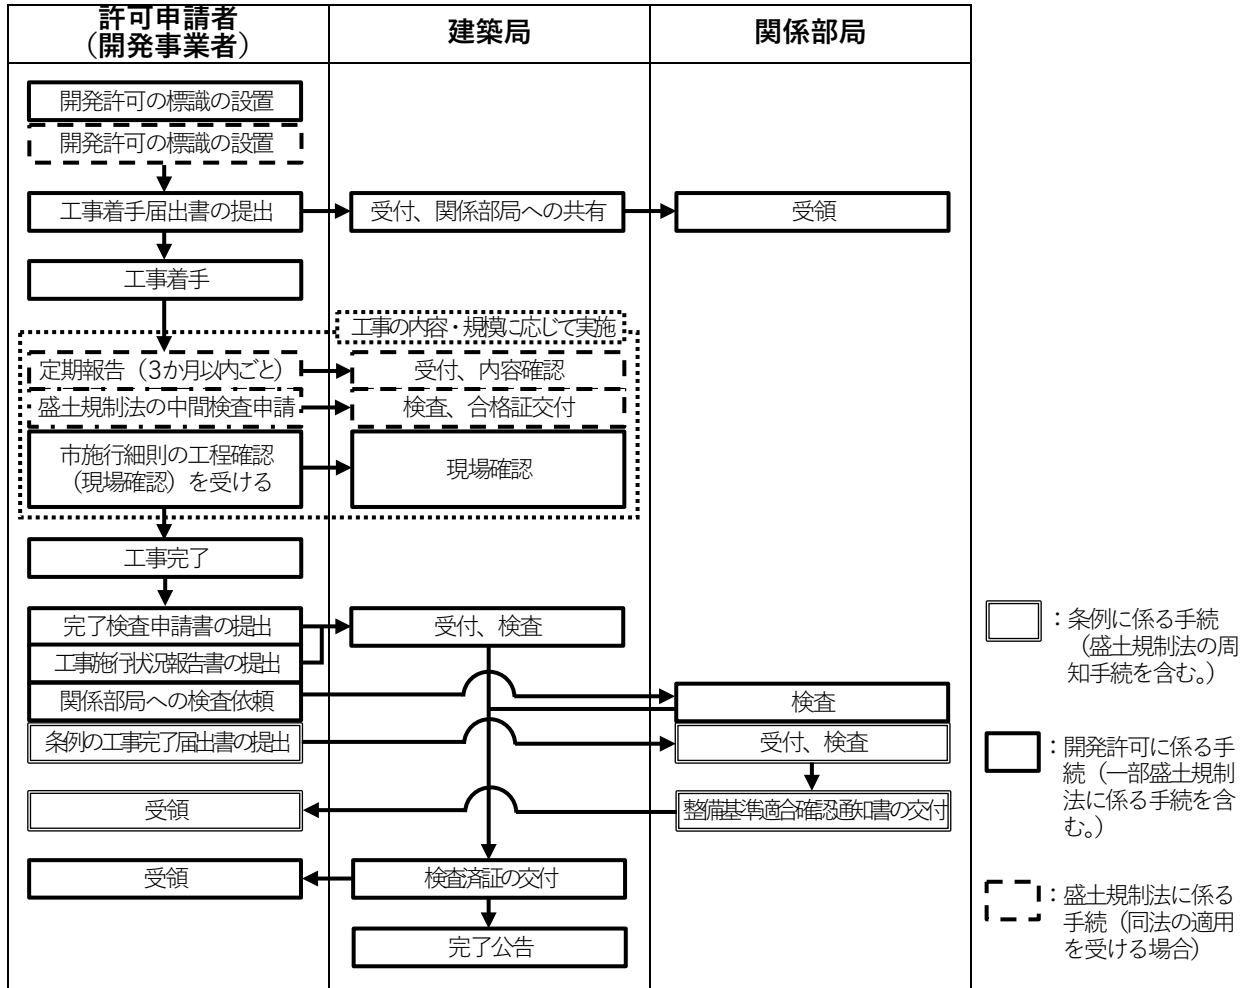 許可申請者
（開発事業者）
建築局
関係部局
開発許可の標識の設置
開発許可の標識の設置
工事着手届出書の提出
受付、関係部局への共有
受領
工事着手
工事の内容・規模に応じて実施
定期報告（3か月以内ごと）
受付、内容確認
盛土規制法の中間検査申請
検査、合格証交付
市施行細則の工程確認
（現場確認）を受ける
現場確認
工事完了
完了検査申請書の提出
受付、検査
工事施行状況報告書の提出
関係部局への検査依頼
検査
条例の工事完了届出書の提出
受付、検査
受領
整備基準適合確認通知書の交付
受領
検査済証の交付
完了公告
：条例に係る手続
（盛土規制法の周
知手続を含む。）
：開発許可に係る手
続（一部盛土規制
法に係る手続を含
む。）
：盛土規制法に係る
手続（同法の適用
を受ける場合）